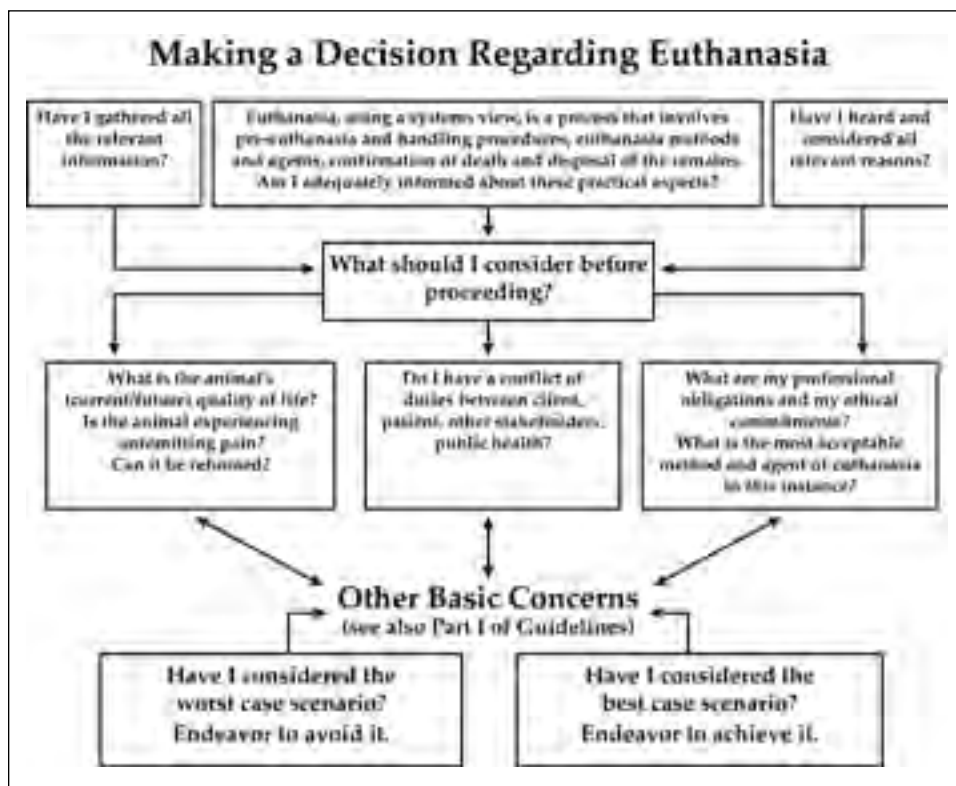 Making a Decision Regarding Euthanasia
Have I gathered all
the relevant
information?
Euthanasia, using a systems view, is a process that involves
pre-euthanasia and handling procedures, euthanasia methods
and agents, confirmation of death and disposal of the remains.
Am I adequately informed about these practical aspects?
Have I heard and
considered all
relevant reasons?
What should I consider before
proceeding?
What is the animal's
(current/future) quality of life?
Is the animal experiencing
unremitting pain?
Can it be rehomed?
Do I have a conflict of
duties between client,
patient, other stakeholders,
public health?
What are my professional
obligations and my ethical
commitments?
What is the most acceptable
method and agent of euthanasia
in this instance?
Other Basic Concerns
(see also Part I of Guidelines)
Have I considered the
worst case scenario?
Endeavor to avoid it.
Have I considered the
best case scenario?
Endeavor to achieve it.